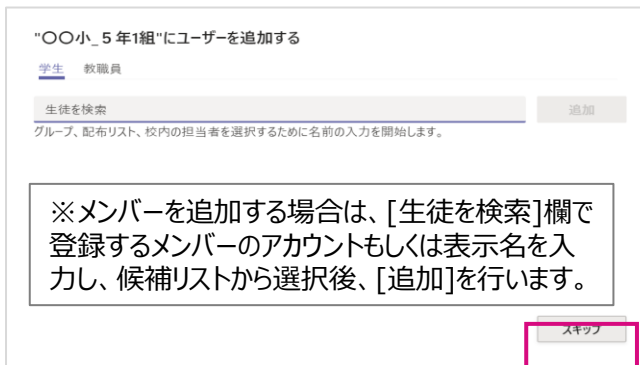 "〇〇小_５年1組"にユーザーを追加する
学生 教職員
生徒を検索 追加
グループ、配布リスト、校内の担当者を選択するために名前の入力を開始します。
※メンバーを追加する場合は、[生徒を検索]欄で
登録するメンバーのアカウントもしくは表示名を入
力し、候補リストから選択後、[追加]を行います。
スキップ